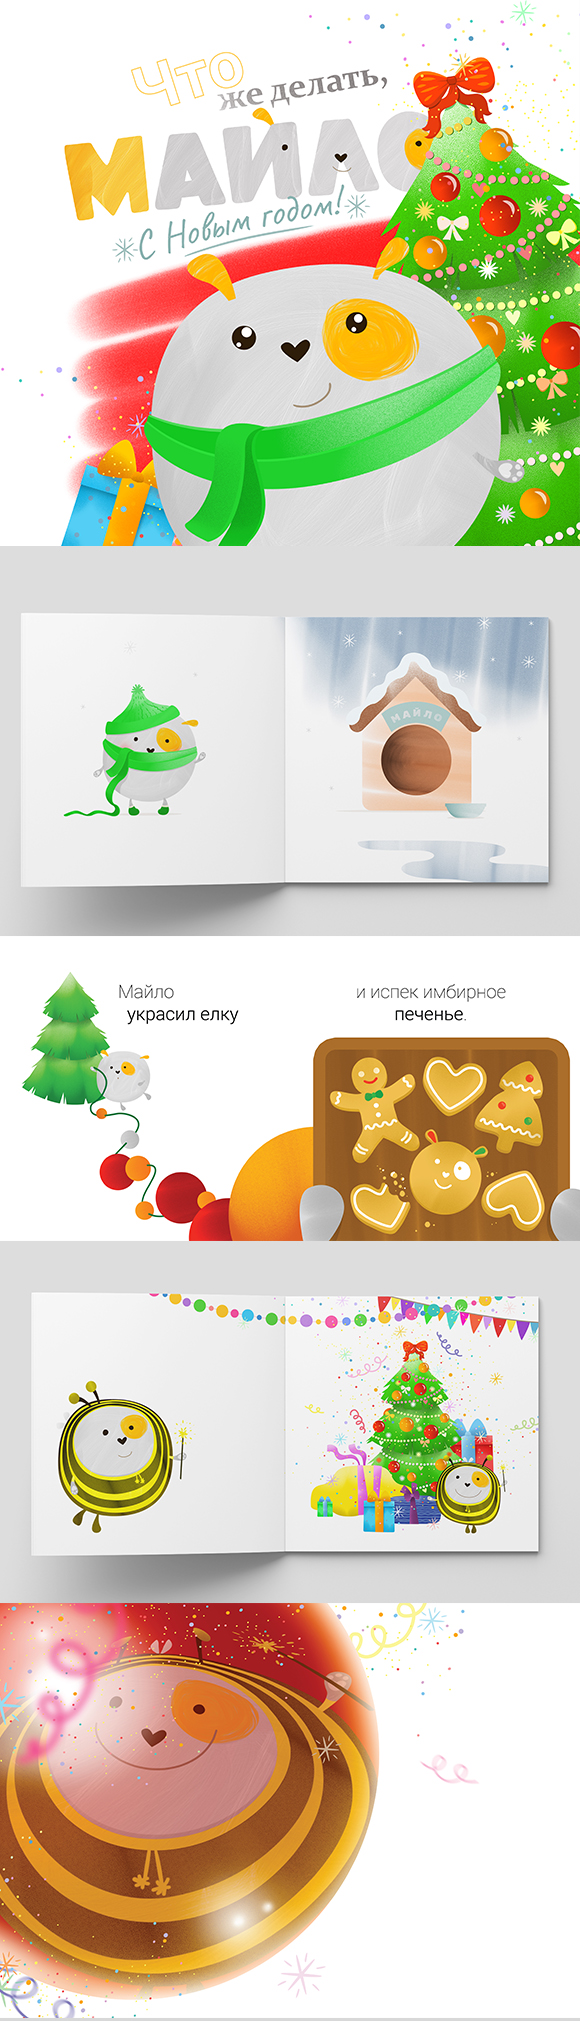 Что
же делать,
МАЙЛО
С Новым годом!
МАЙЛО
Майло
украсил елку
и испек имбирное
печенье.